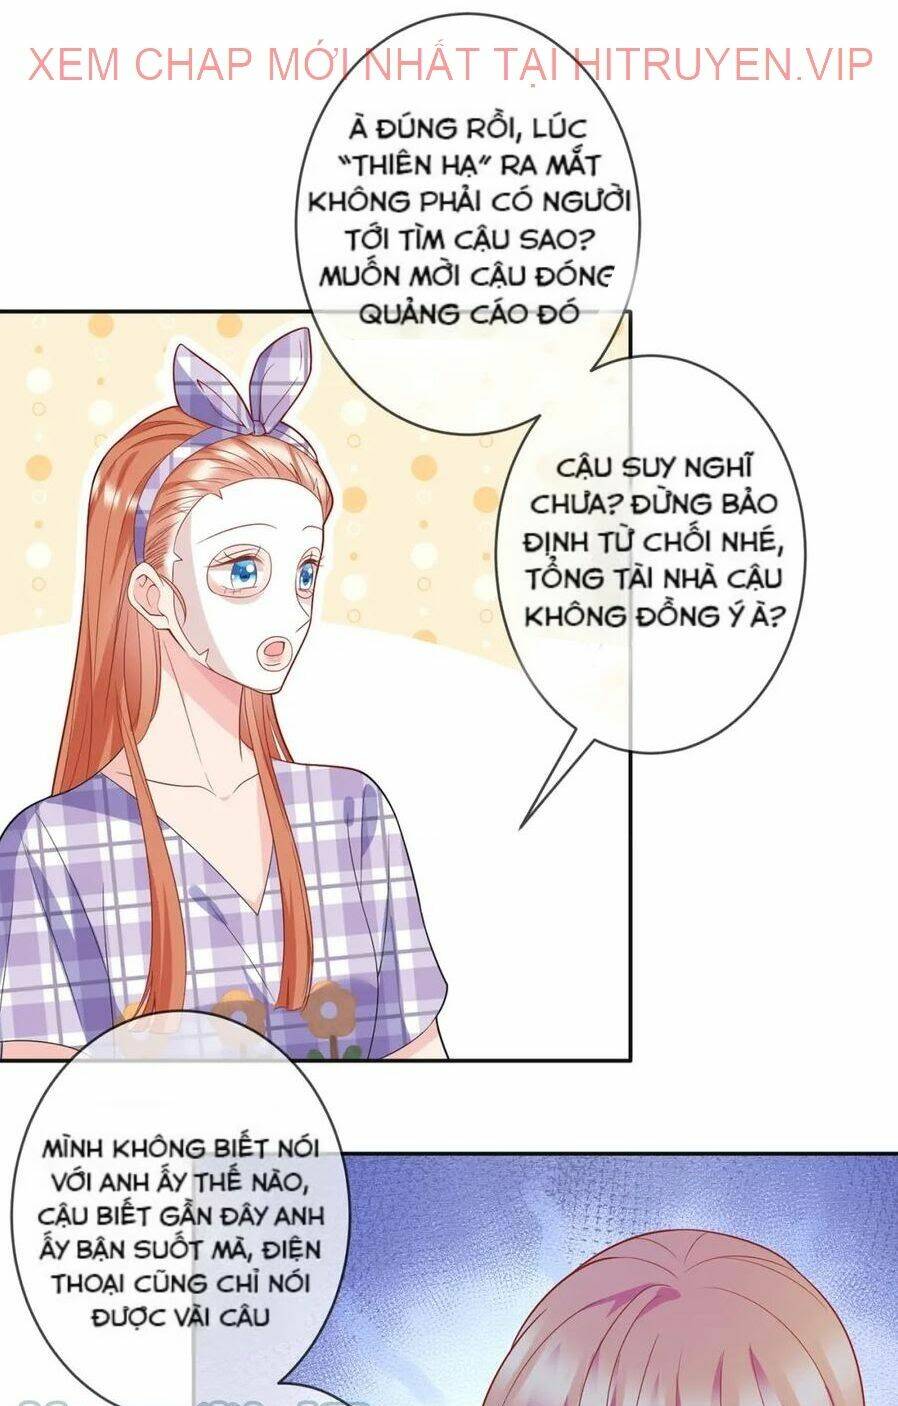 XEM CHAP MỚI NHẤT TẠI HITRUYEN.VIP
À ĐÚNG RỒI, LÚC
"THIÊN HẠ" RA MẮT
KHÔNG PHẢI CÓ NGƯỜI
TỚI TÌM CẬU SAO?
MUỐN MỜI CẬU ĐÓNG
QUẢNG CÁO ĐÓ
CẬU SUY NGHĨ
CHƯA? ĐỪNG BẢO
ĐỊNH TỪ CHỐI NHÉ,
TỔNG TÀI NHÀ CẬU
KHÔNG ĐỒNG Ý À?
MÌNH KHÔNG BIẾT NÓI
VỚI ANH ẤY THẾ NÀO,
CẬU BIẾT GẦN ĐÂY ANH
ẤY BẬN SUỐT MÀ, ĐIỆN
THOẠI CŨNG CHỈ NÓI
ĐƯỢC VÀI CÂU